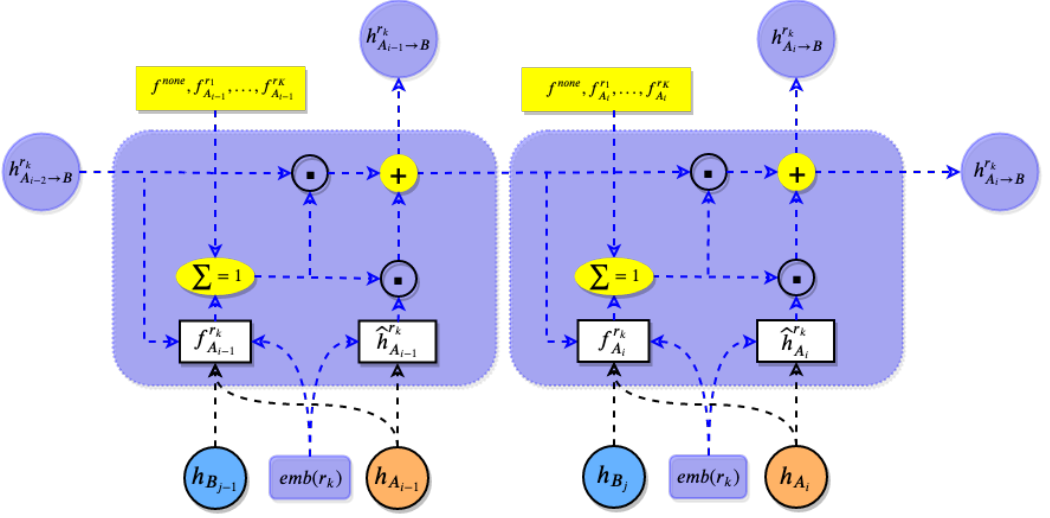 h^{r_k}_{A_{i-1}→B}
h^{r_k}_{A_i→B}
f^{none}, f^{r_1}_{A_{i-1}}, ..., f^{r_K}_{A_{i-1}}
f^{none}, f^{r_1}_{A_i}, ..., f^{r_K}_{A_i}
h^{r_k}_{A_{i-2}→B}
+
+
h^{r_k}_{A_i→B}
∑ = 1
∑ = 1
f^{r_k}_{A_{i-1}}
ĥ^{r_k}_{A_{i-1}}
f^{r_k}_{A_i}
ĥ^{r_k}_{A_i}
h_{B_{j-1}}
emb(r_k)
h_{A_{i-1}}
h_{B_j}
emb(r_k)
h_{A_i}